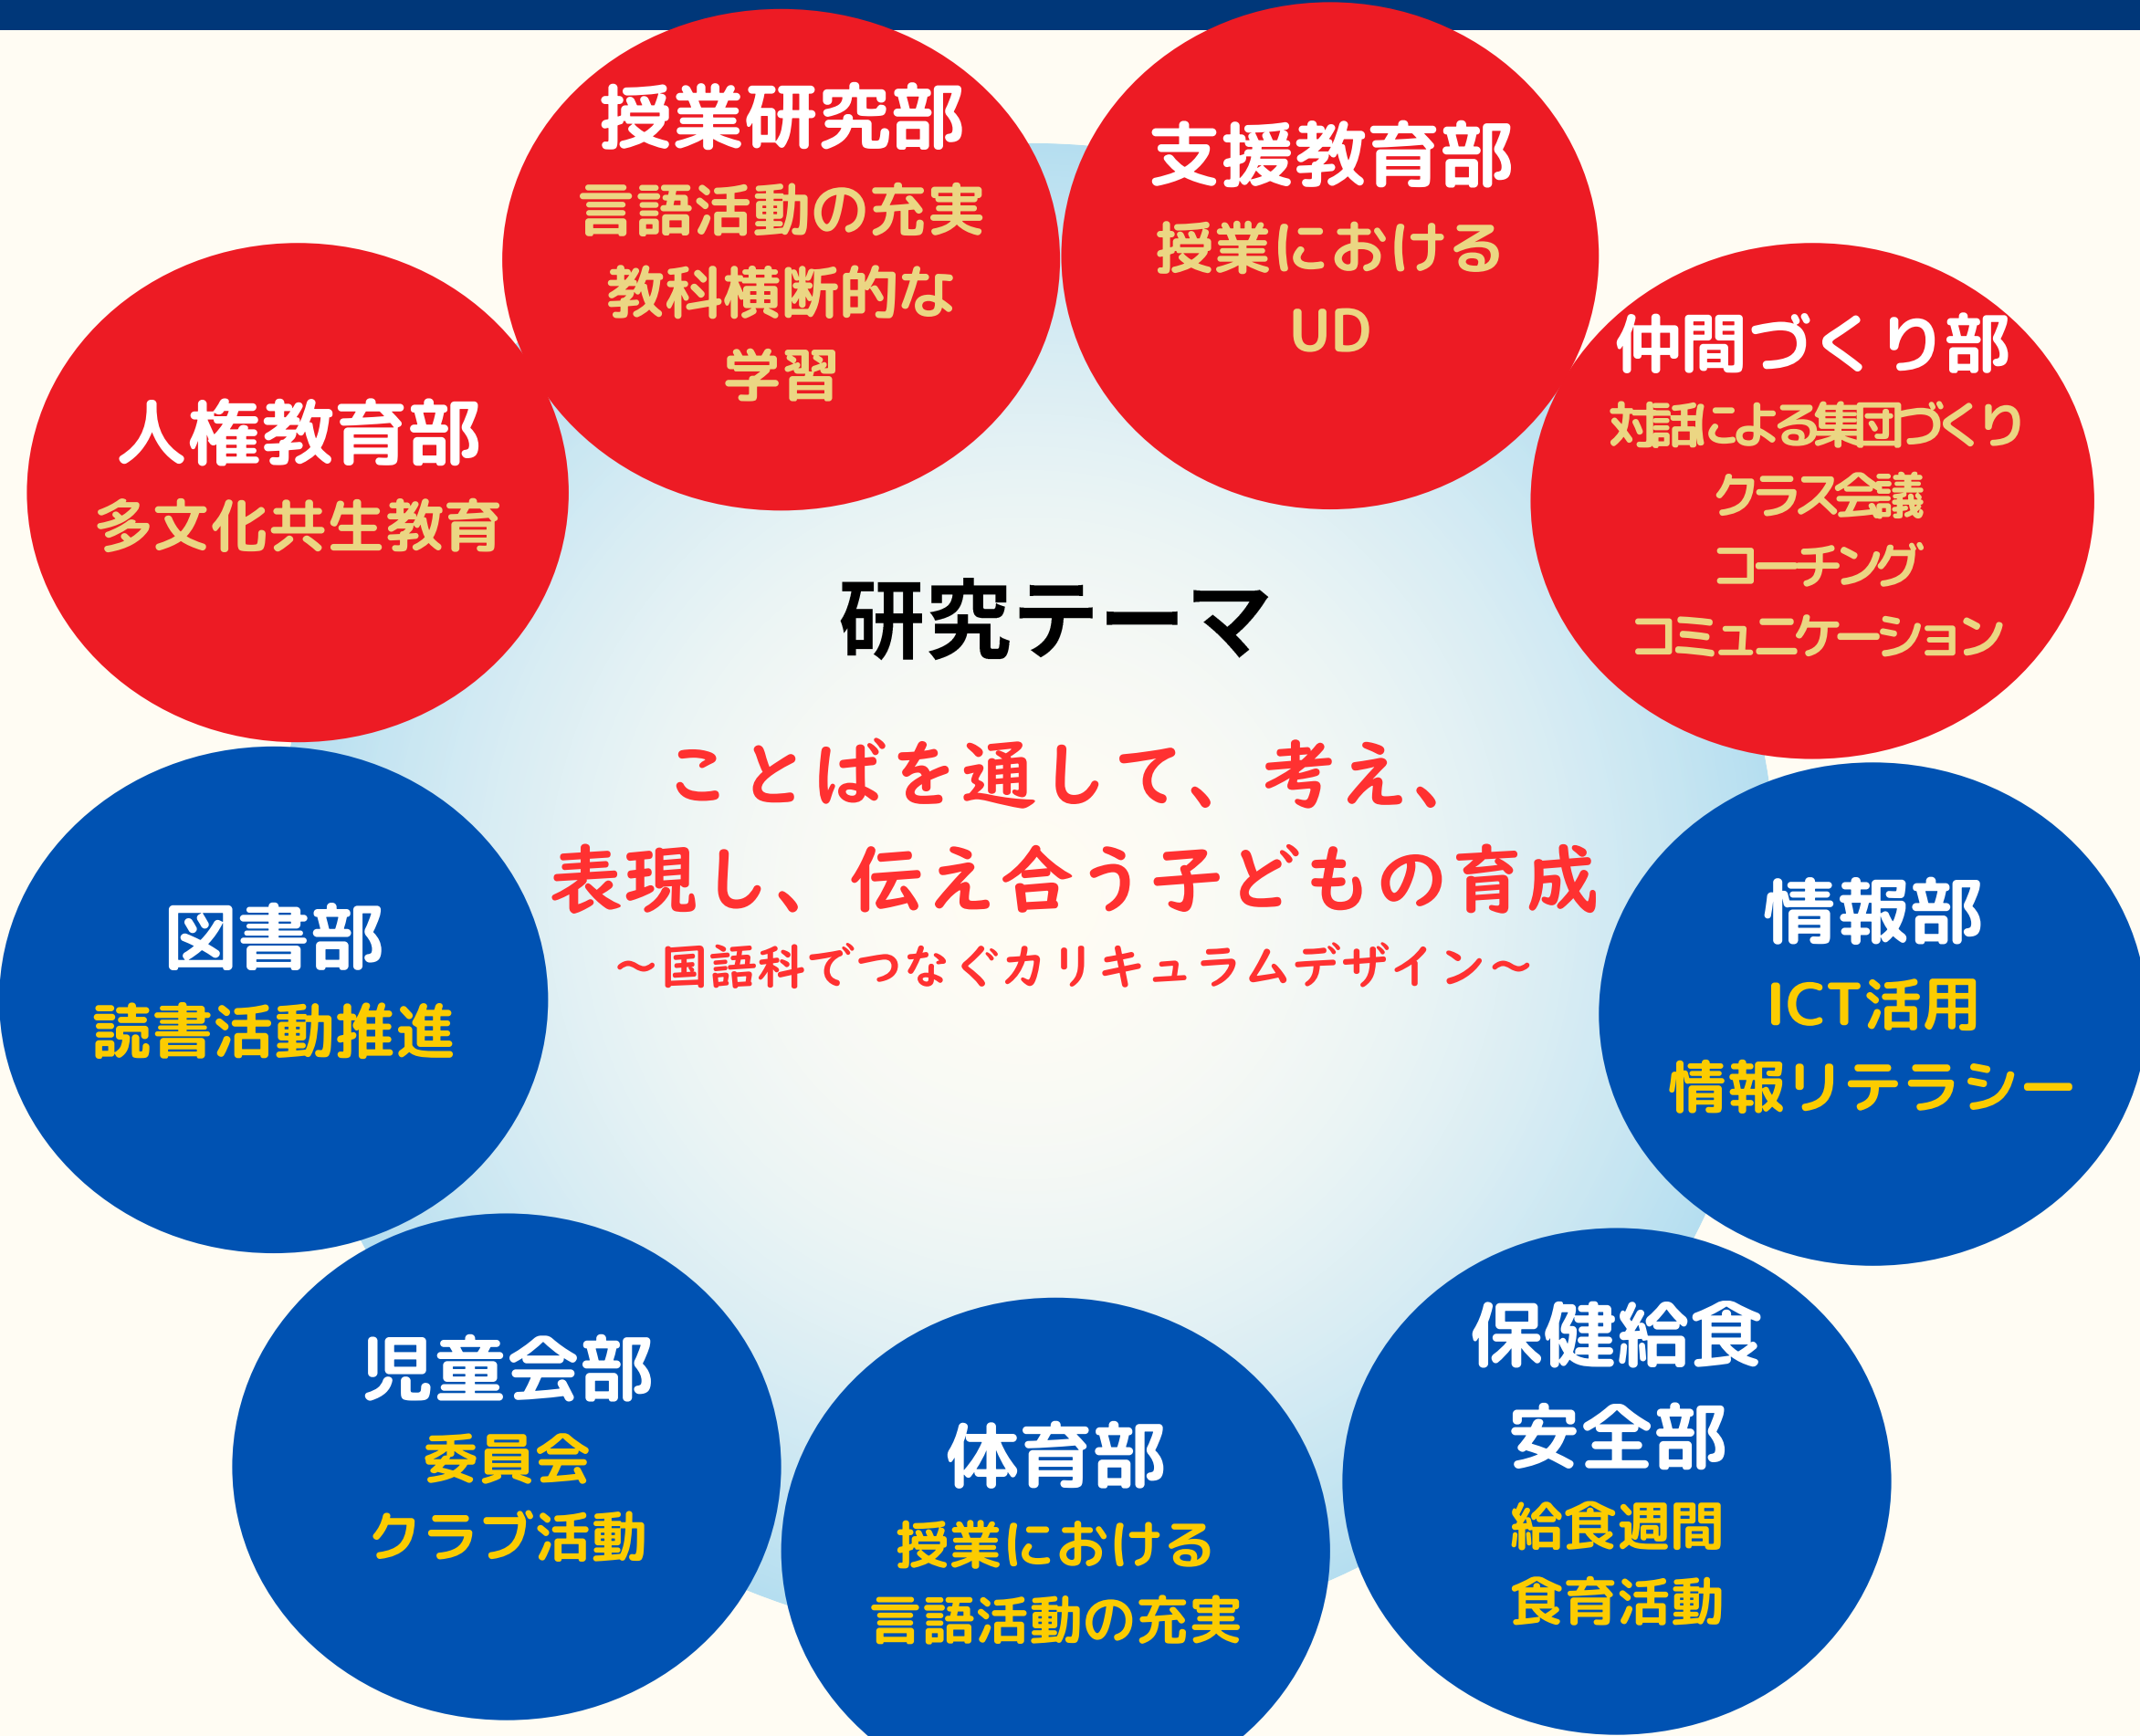 授業研究部
言語活動の充実
教科横断的な
学習
支援教育部
授業における
UD
仲間づくり部
対話による集団づくり
クラス会議
コーチング
コミュニケーション
人権教育部
多文化共生教育
研究テーマ
ことばを通して、考え、
表現し、伝え合う子どもの育成
～国語科でつなぐカリキュラムデザイン～
図書部
読書活動推進
情報部
ICT活用
情報リテラシー
児童会部
委員会
クラブ活動
体育部
授業における
言語活動の充実
保健給食
安全部
給食週間
食育活動